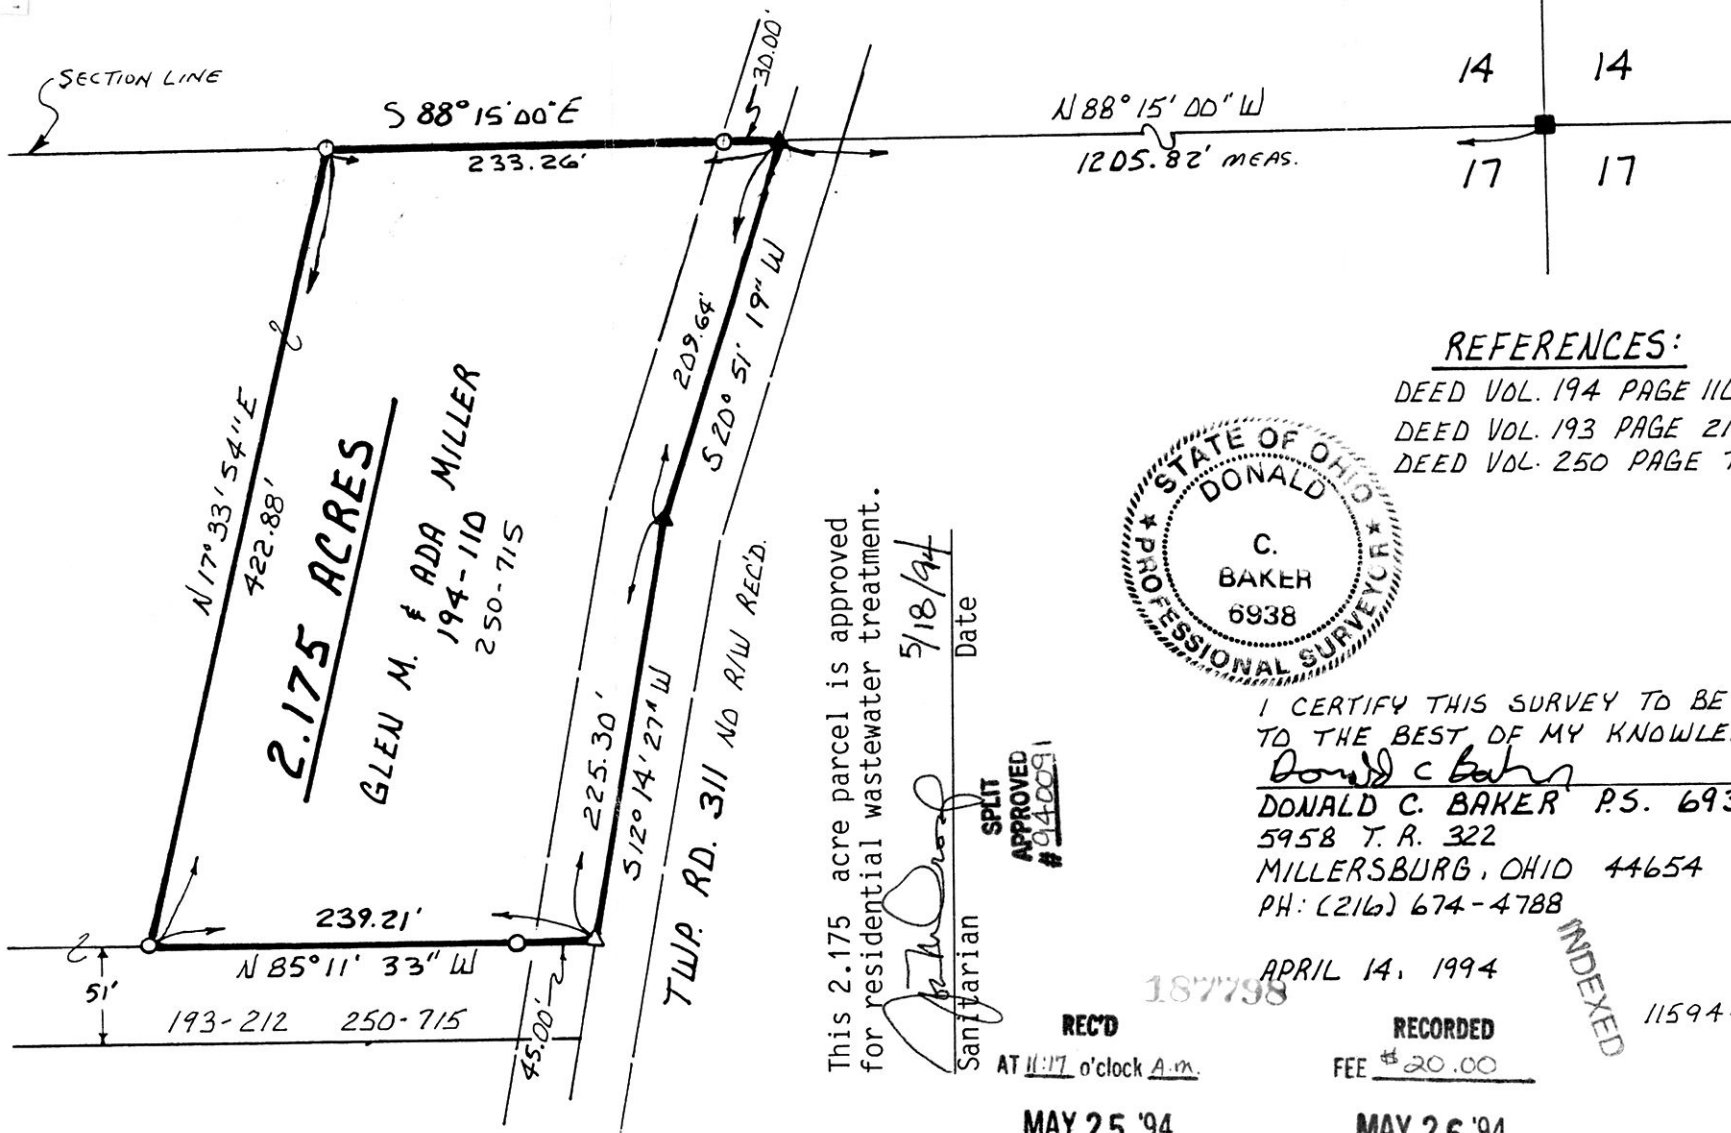 SECTION LINE
S 88° 15' 00" E
233.26'
30.00'
N 88° 15' 00" W
1205.82' MEAS.
14 14
17 17
N 17° 33' 54" E
422.88'
2.175 ACRES
GLEN M. & ADA MILLER
194-110
250-715
209.64'
S 20° 51' 19" W
225.30'
S 12° 14' 27" W
TWP. RD. 311 NO R/W REC'D.
239.21'
N 85° 11' 33" W
51'
193-212 250-715
45.00'
This 2.175 acre parcel is approved
for residential wastewater treatment.
5/18/94
Sanitarian Date
SPLIT
APPROVED
# 940091
REFERENCES:
DEED VOL. 194 PAGE 110
DEED VOL. 193 PAGE 21
DEED VOL. 250 PAGE 7
STATE OF OHIO
DONALD
C.
BAKER
6938
PROFESSIONAL SURVEYOR
I CERTIFY THIS SURVEY TO BE
TO THE BEST OF MY KNOWLE
Donald C Baker
DONALD C. BAKER P.S. 693
5958 T. R. 322
MILLERSBURG, OHIO 44654
PH: (216) 674-4788
APRIL 14, 1994
187798
INDEXED
11594
REC'D
AT 11:17 o'clock A.m.
MAY 25 '94
RECORDED
FEE $20.00
MAY 26 '94